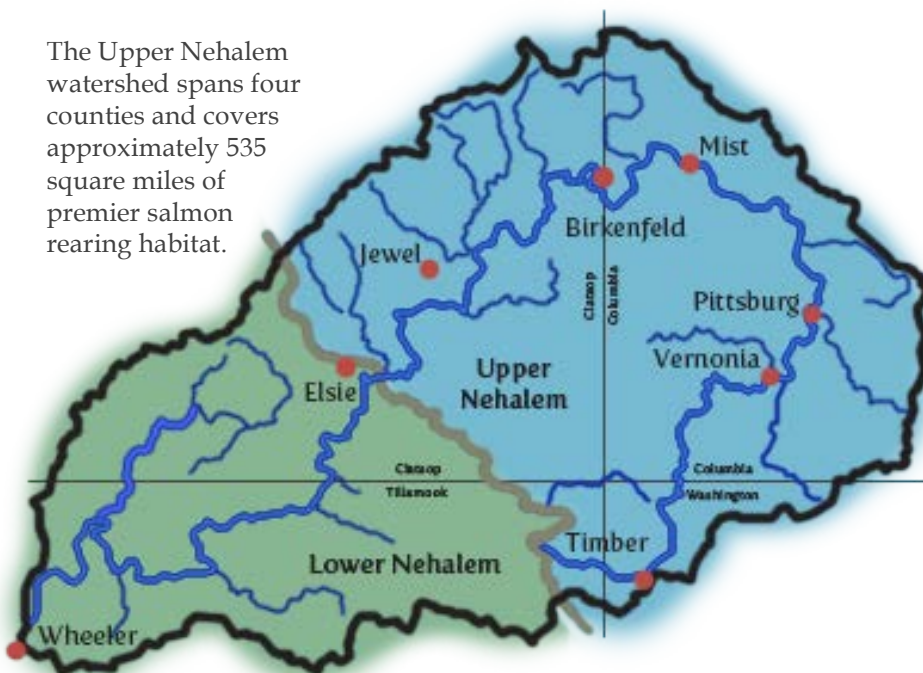 The Upper Nehalem
watershed spans four
counties and covers
approximately 535
square miles of
premier salmon
rearing habitat.
Mist
Birkenfeld
Jewel
Clatsop
Columbia
Pittsburg
Vernonia
Upper
Nehalem
Elsie
Clatsop
Tillamook
Columbia
Washington
Timber
Lower Nehalem
Wheeler